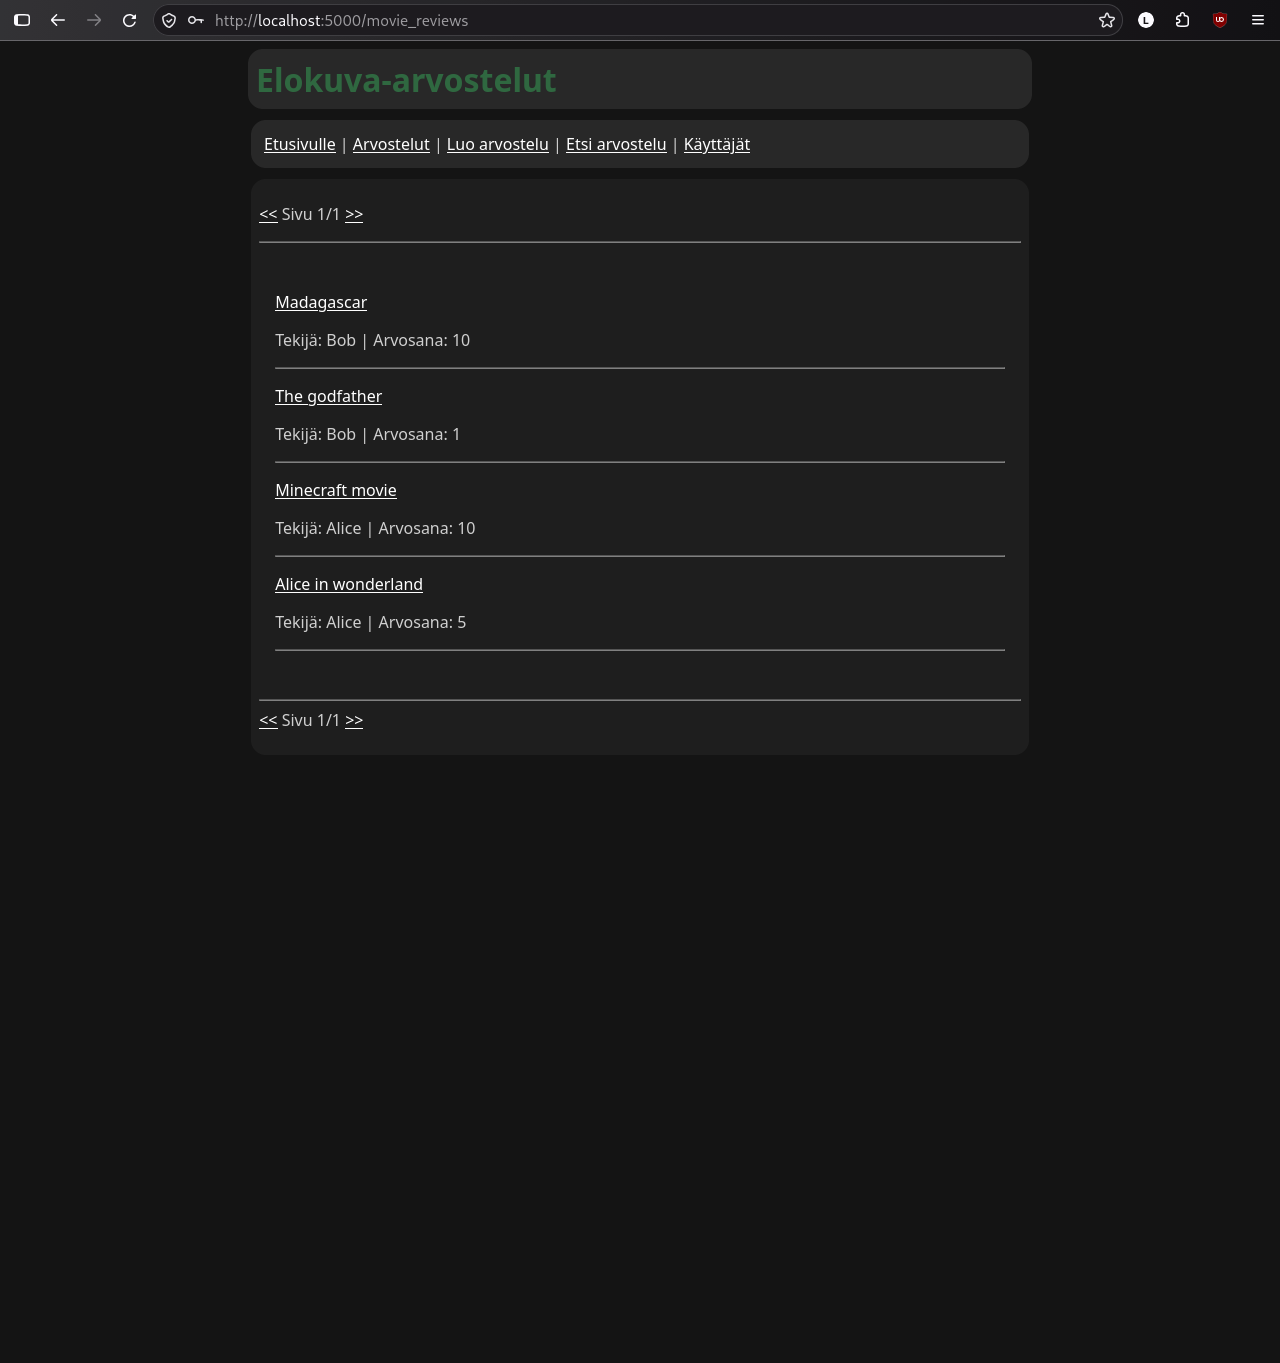 http://localhost:5000/movie_reviews
L
Elokuva-arvostelut
Etusivulle | Arvostelut | Luo arvostelu | Etsi arvostelu | Käyttäjät
<< Sivu 1/1 >>
Madagascar
Tekijä: Bob | Arvosana: 10
The godfather
Tekijä: Bob | Arvosana: 1
Minecraft movie
Tekijä: Alice | Arvosana: 10
Alice in wonderland
Tekijä: Alice | Arvosana: 5
<< Sivu 1/1 >>